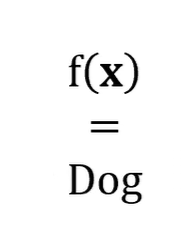 f(x)
=
Dog